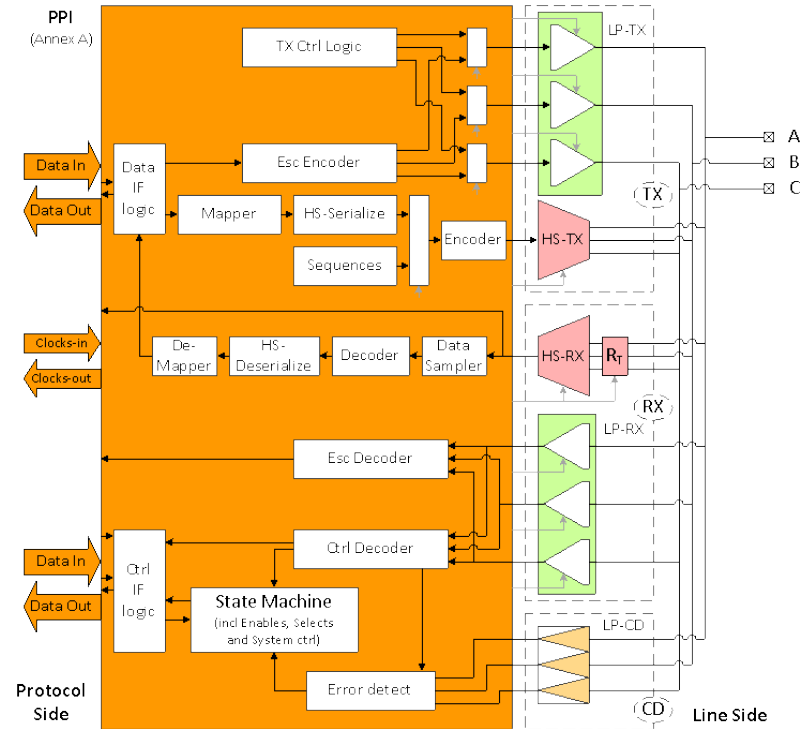 PPI
(Annex A)
TX Ctrl Logic
LP-TX
A
B
C
Data In
Data Out
Data
IF
logic
Esc Encoder
TX
Mapper
HS-Serialize
Sequences
Encoder
HS-TX
Clocks-in
Clocks-out
De-
Mapper
HS-
Deserialize
Decoder
Data
Sampler
HS-RX
RT
RX
LP-RX
Esc Decoder
Data In
Data Out
Ctrl
IF
logic
Ctrl Decoder
State Machine
(incl Enables, Selects
and System ctrl)
Error detect
LP-CD
CD
Protocol
Side
Line Side